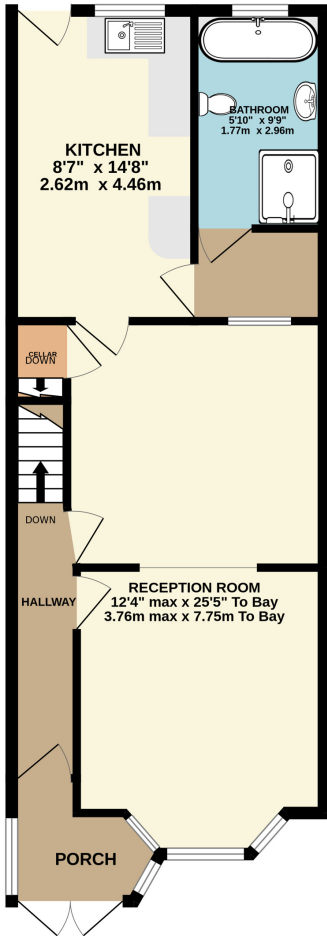 BATHROOM
5'10" x 9'9"
1.77m x 2.96m
KITCHEN
8'7" x 14'8"
2.62m x 4.46m
CELLAR
DOWN
DOWN
HALLWAY
RECEPTION ROOM
12'4" max x 25'5" To Bay
3.76m max x 7.75m To Bay
PORCH